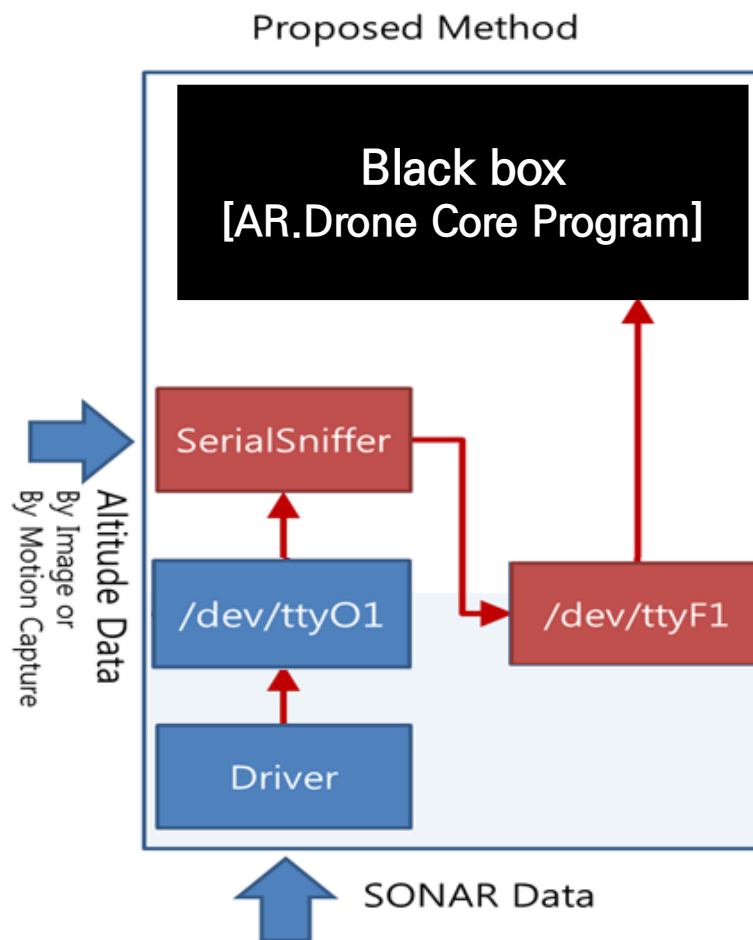 Proposed Method
Black box
[AR.Drone Core Program]
SerialSniffer
Altitude Data
By Image or
By Motion Capture
/dev/ttyO1
/dev/ttyF1
Driver
SONAR Data